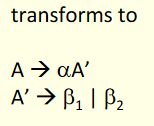 transforms to
A → αA’
A’ → β₁ | β₂